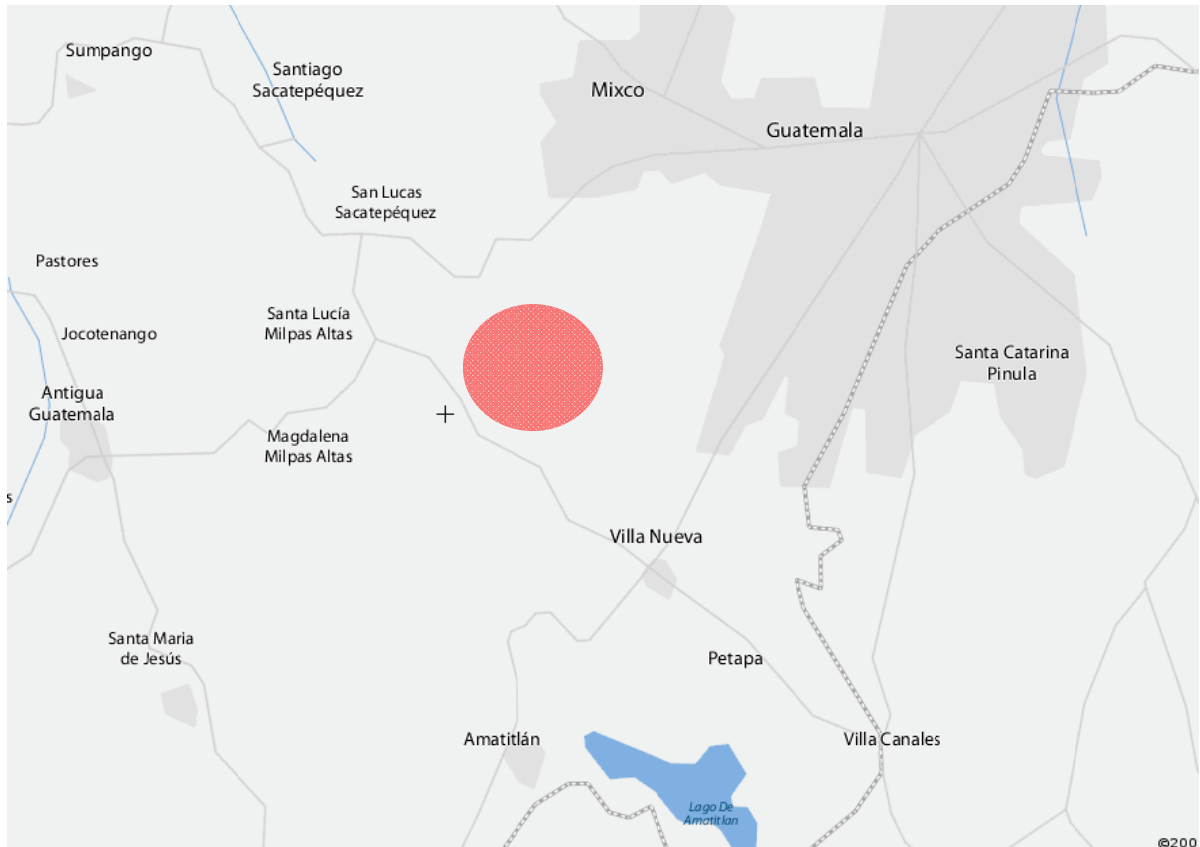 Sumpango
Santiago
Sacatepéquez
Mixco
Guatemala
San Lucas
Sacatepéquez
Pastores
Santa Lucía
Milpas Altas
Jocotenango
Santa Catarina
Pinula
Antigua
Guatemala
Magdalena
Milpas Altas
s
Villa Nueva
Santa Maria
de Jesús
Petapa
Amatitlán
Villa Canales
Lago De
Amatitlan
©200